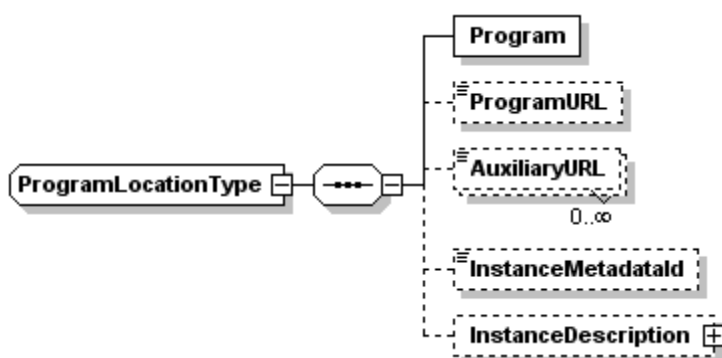 Program
ProgramURL
ProgramLocationType
AuxiliaryURL
0..∞
InstanceMetadataId
InstanceDescription